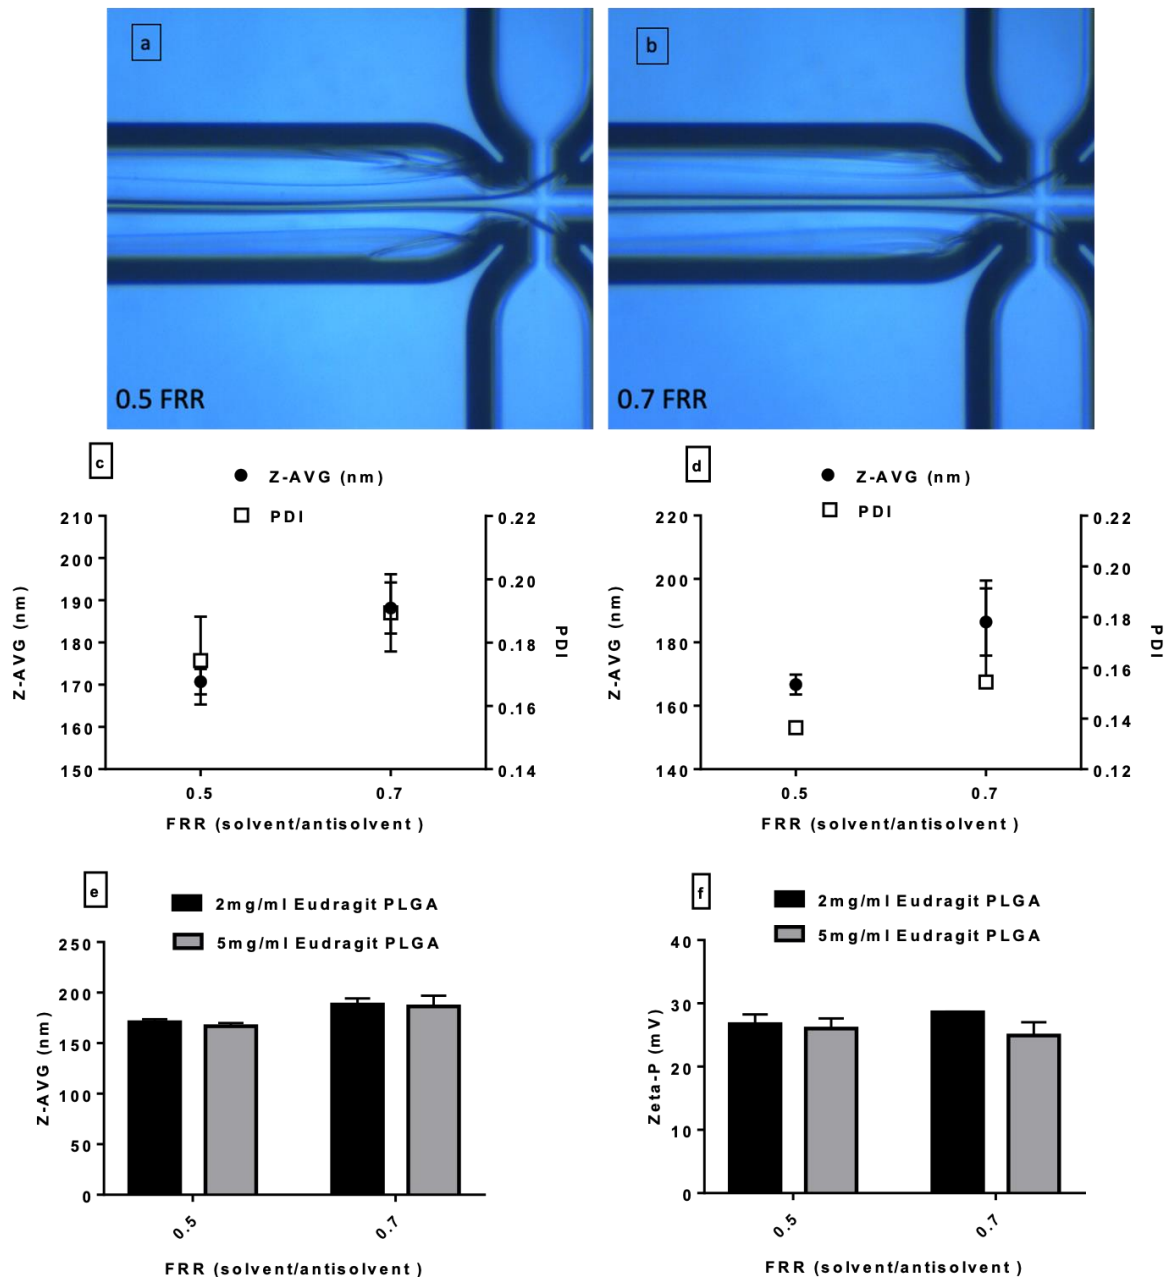 a
b
0.5 FRR
0.7 FRR
c
Z-AVG (nm)
PDI
210
200
190
180
170
160
150
Z-AVG (nm)
0.22
0.20
0.18
0.16
0.14
PDI
0.5
0.7
FRR (solvent/antisolvent )
d
Z-AVG (nm)
PDI
220
200
180
160
140
Z-AVG (nm)
0.22
0.20
0.18
0.16
0.14
0.12
PDI
0.5
0.7
FRR (solvent/antisolvent )
e
2mg/ml Eudragit PLGA
5mg/ml Eudragit PLGA
250
200
150
100
50
0
Z-AVG (nm)
0.5
0.7
FRR (solvent/antisolvent )
f
2mg/ml Eudragit PLGA
5mg/ml Eudragit PLGA
40
30
20
10
0
Zeta-P (mV)
0.5
0.7
FRR (solvent/antisolvent )